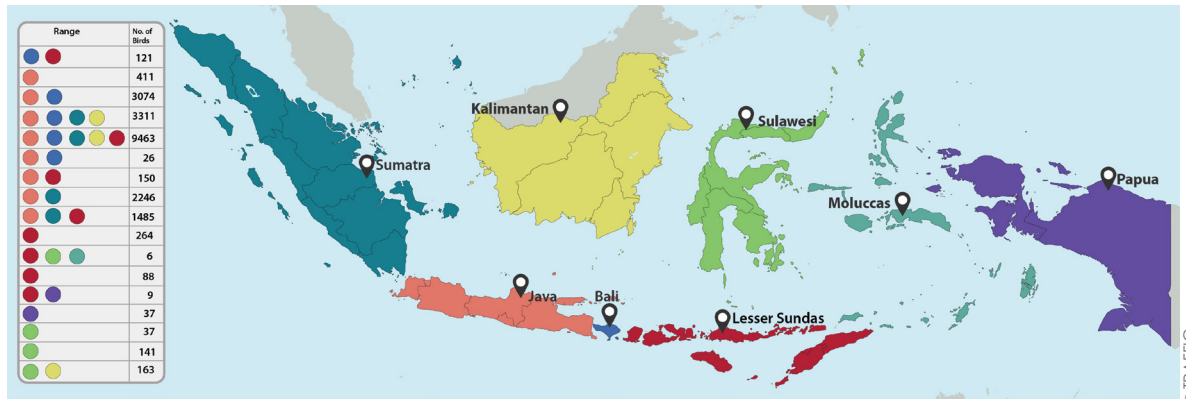 Range No. of
Birds
121
411
3074
3311
9463
26
150
2246
1485
264
6
88
9
37
37
141
163
Kalimantan
Sulawesi
Sumatra
Papua
Moluccas
Java
Bali
Lesser Sundas
TRAFFIC